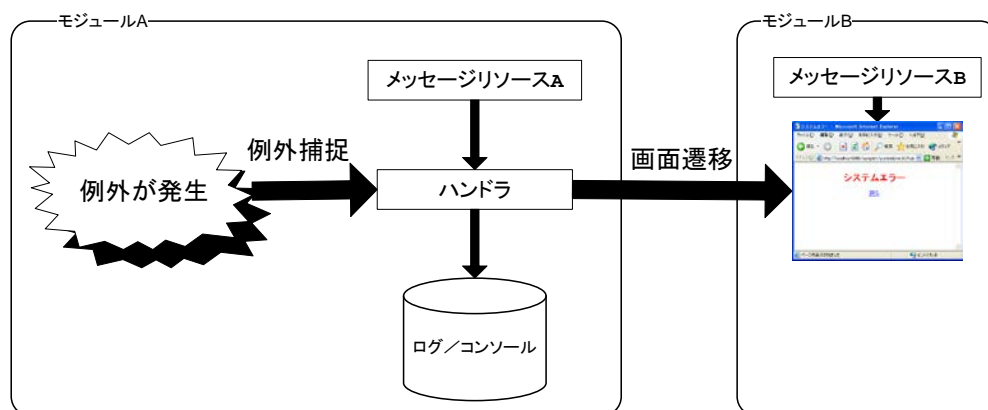 モジュールA
モジュールB
メッセージリソースA
メッセージリソースB
例外が発生
例外捕捉
ハンドラ
画面遷移
ログ／コンソール
システムエラー
戻る